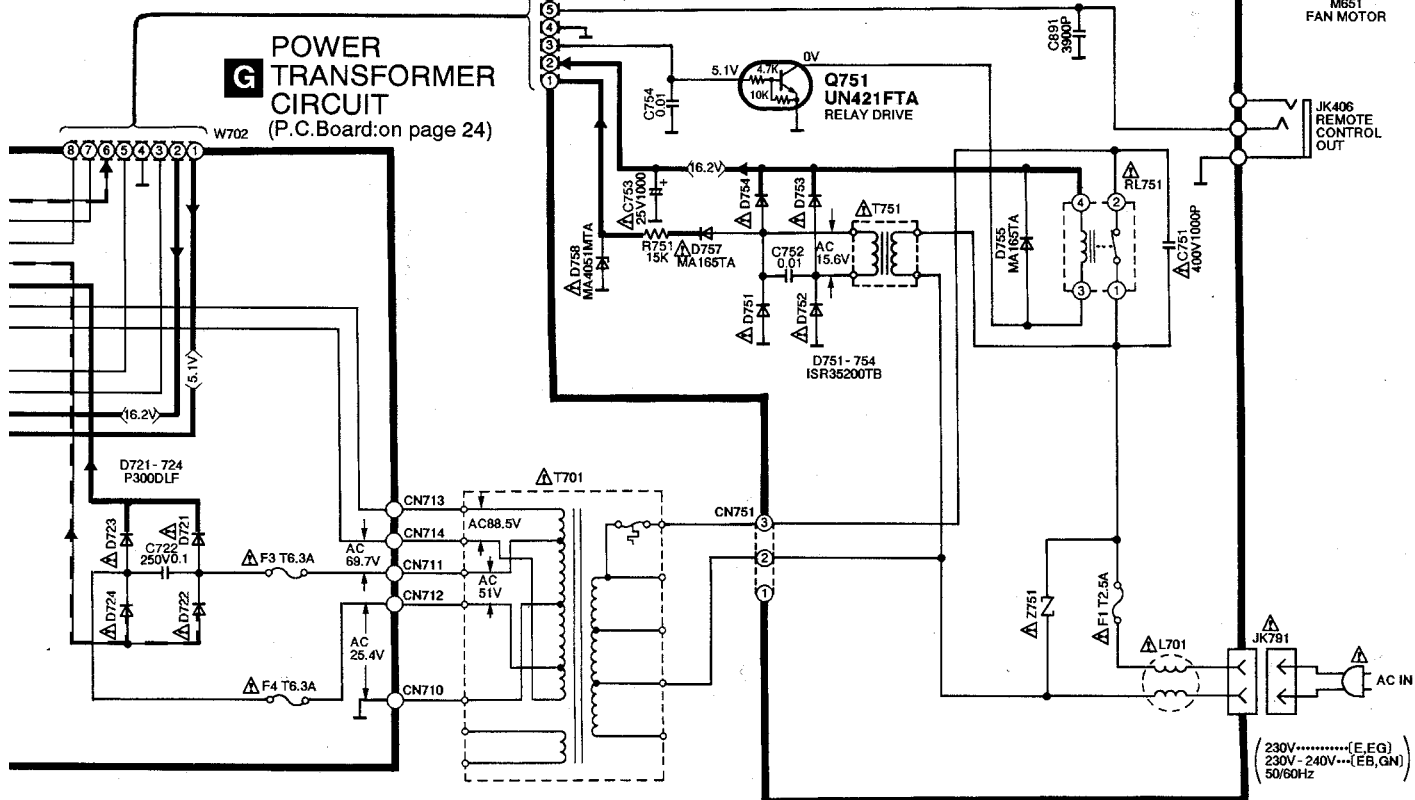 M651
FAN MOTOR
5
4
3
2
1
C891
3900P
POWER
G TRANSFORMER
CIRCUIT
(P.C.Board:on page 24)
W702
8 7 6 5 4 3 2 1
C754
0.01
5.1V
4.7K
10K
0V
Q751
UN421FTA
RELAY DRIVE
JK406
REMOTE
CONTROL
OUT
16.2V
C753
25V1000
+
D754
D753
RL751
4
2
3
1
T751
D758
MA4051MTA
R751
15K
D757
MA165TA
C752
0.01
AC
15.6V
D755
MA165TA
C751
400V1000P
D751
D752
D751-754
ISR35200TB
5.1V
16.2V
D721-724
P300DLF
D723
D721
C722
250V0.1
D724
D722
F3 T6.3A
F4 T6.3A
AC
69.7V
AC
25.4V
CN713
CN714
CN711
CN712
CN710
T701
AC88.5V
AC
51V
CN751
3
2
1
Z751
F1 T2.5A
L701
JK791
AC IN
230V············[E,EG]
230V-240V···[EB,GN]
50/60Hz